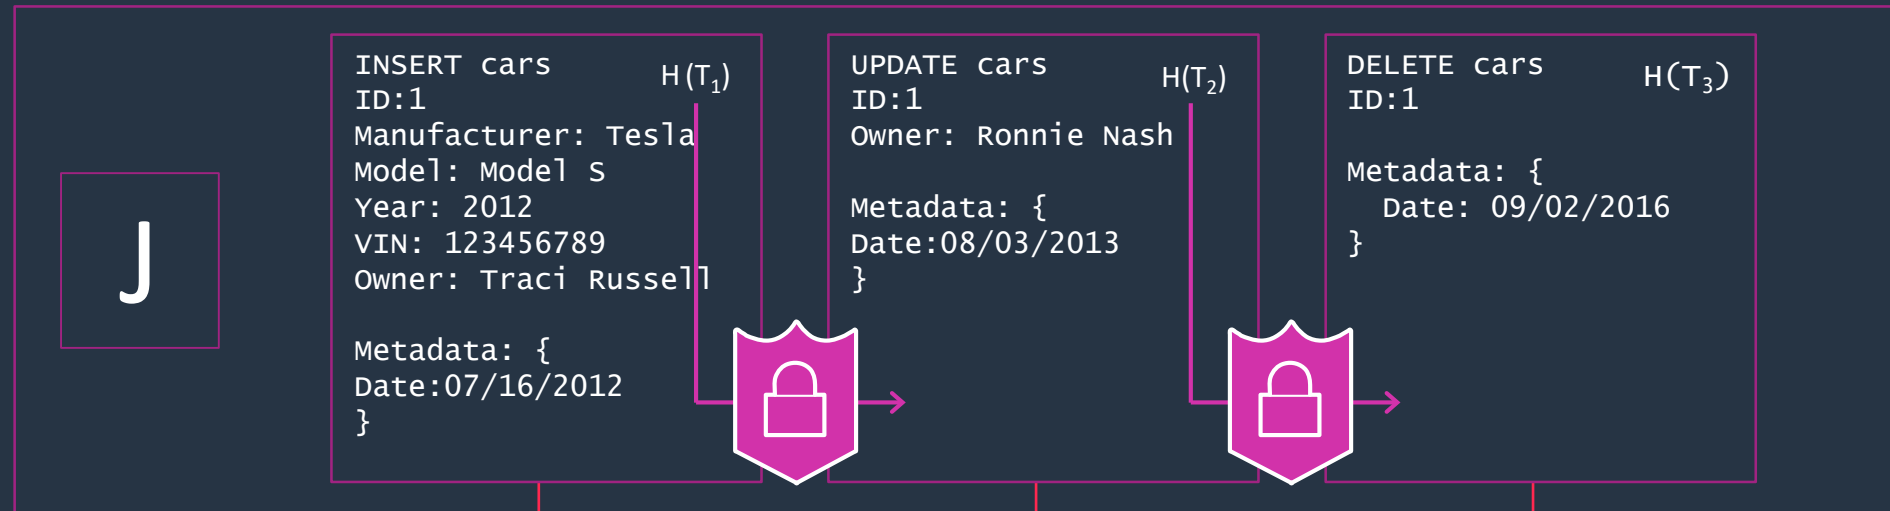 J
INSERT cars
H(T1)
ID:1
Manufacturer: Tesla
Model: Model S
Year: 2012
VIN: 123456789
Owner: Traci Russell
Metadata: {
Date:07/16/2012
}
UPDATE cars
H(T2)
ID:1
Owner: Ronnie Nash
Metadata: {
Date:08/03/2013
}
DELETE cars
H(T3)
ID:1
Metadata: {
Date: 09/02/2016
}